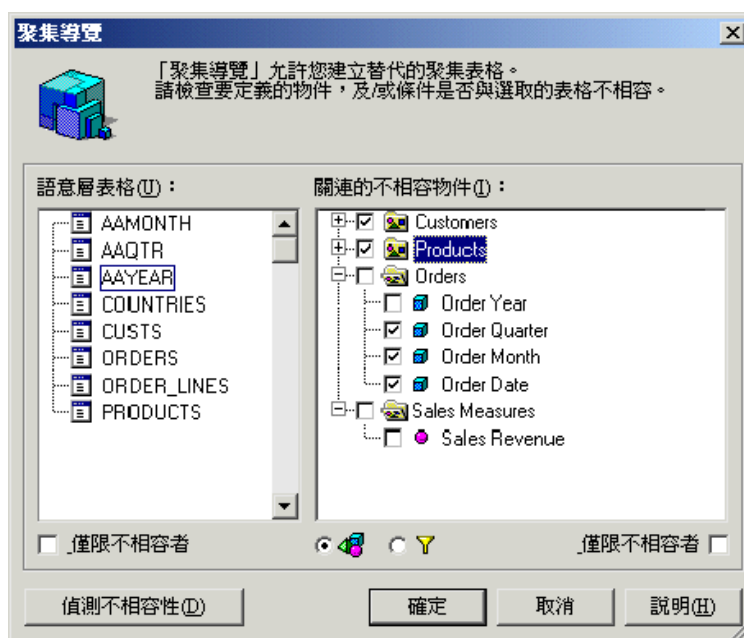 聚集導覽
「聚集導覽」允許您建立替代的聚集表格。
請檢查要定義的物件，及/或條件是否與選取的表格不相容。
語意層表格(U)：
關連的不相容物件(I)：
AAMONTH
AAQTR
AAYEAR
COUNTRIES
CUSTS
ORDERS
ORDER_LINES
PRODUCTS
Customers
Products
Orders
Order Year
Order Quarter
Order Month
Order Date
Sales Measures
Sales Revenue
_僅限不相容者
_僅限不相容者
偵測不相容性(D)
確定
取消
說明(H)